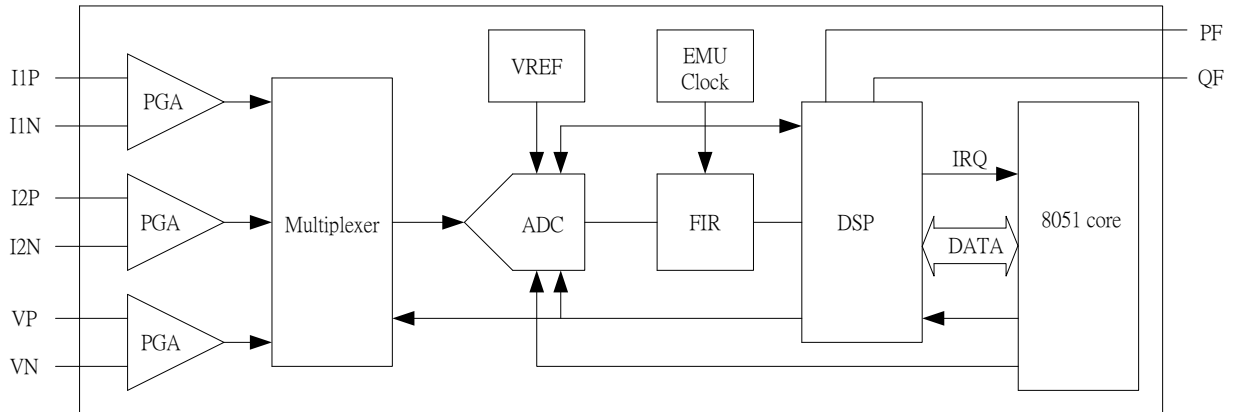 PF
QF
I1P
I1N
PGA
VREF
EMU
Clock
I2P
I2N
PGA
Multiplexer
ADC
FIR
DSP
IRQ
DATA
8051 core
VP
VN
PGA